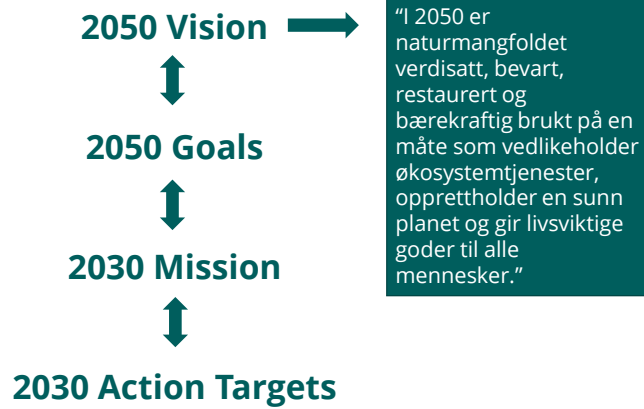 2050 Vision
2050 Goals
2030 Mission
2030 Action Targets
“I 2050 er
naturmangfoldet
verdisatt, bevart,
restaurert og
bærekraftig brukt på en
måte som vedlikeholder
økosystemtjenester,
opprettholder en sunn
planet og gir livsviktige
goder til alle
mennesker.”